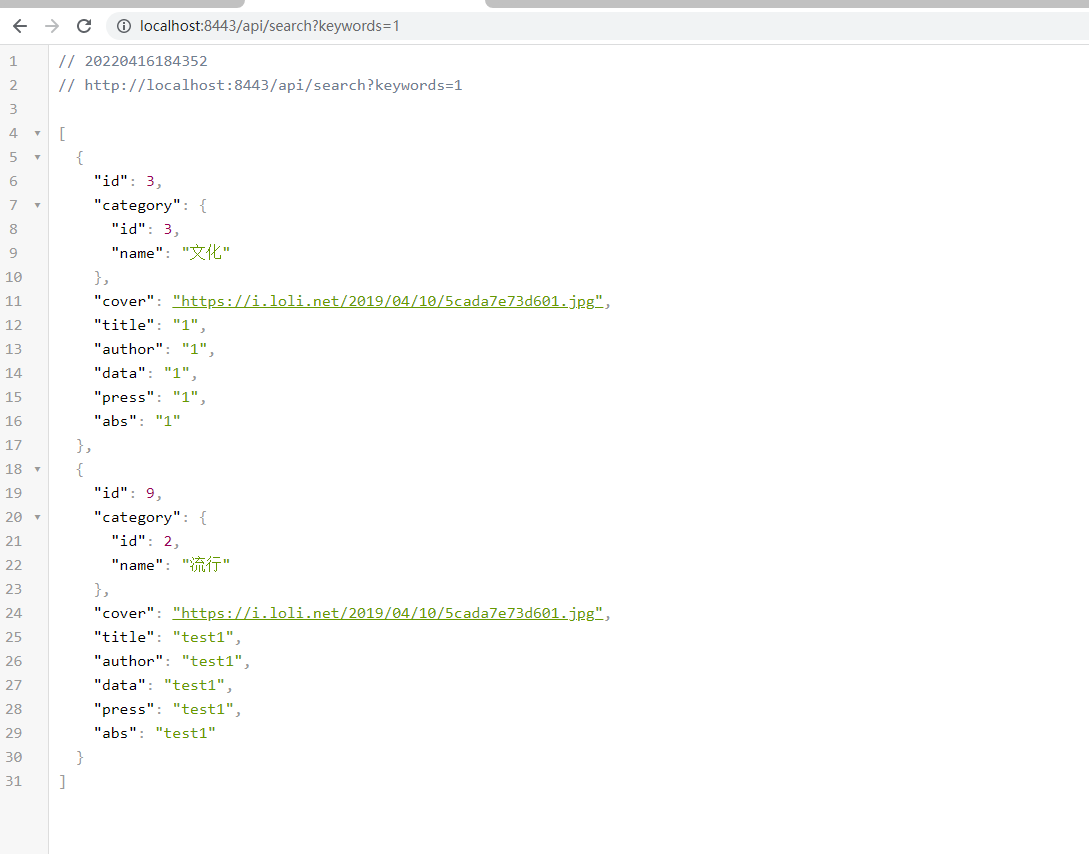 localhost:8443/api/search?keywords=1
1 // 20220416184352
2 // http://localhost:8443/api/search?keywords=1
3
4 [
5 {
6 "id": 3,
7 "category": {
8 "id": 3,
9 "name": "文化"
10 },
11 "cover": "https://i.loli.net/2019/04/10/5cada7e73d601.jpg",
12 "title": "1",
13 "author": "1",
14 "data": "1",
15 "press": "1",
16 "abs": "1"
17 },
18 {
19 "id": 9,
20 "category": {
21 "id": 2,
22 "name": "流行"
23 },
24 "cover": "https://i.loli.net/2019/04/10/5cada7e73d601.jpg",
25 "title": "test1",
26 "author": "test1",
27 "data": "test1",
28 "press": "test1",
29 "abs": "test1"
30 }
31 ]